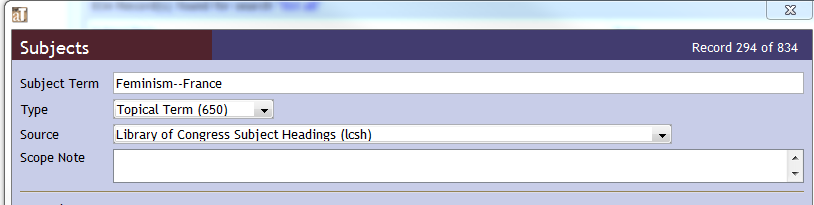 aT
Subjects
Record 294 of 834
Subject Term Feminism--France
Type Topical Term (650)
Source Library of Congress Subject Headings (lcsh)
Scope Note